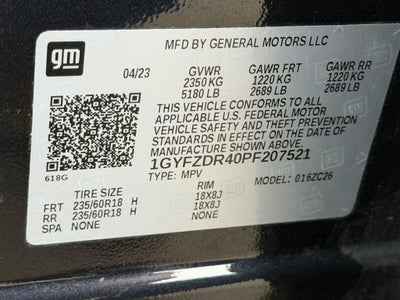 gm
MFD BY GENERAL MOTORS LLC
04/23 GVWR GAWR FRT GAWR RR
2350 KG 1220 KG 1220 KG
5180 LB 2689 LB 2689 LB
THIS VEHICLE CONFORMS TO ALL
APPLICABLE U.S. FEDERAL MOTOR
VEHICLE SAFETY AND THEFT
PREVENTION STANDARDS IN EFFECT
ON THE DATE OF MANUFACTURE
SHOWN ABOVE.
1GYFZDR40PF207521
618G
TYPE: MPV MODEL: 016ZC26
TIRE SIZE RIM
FRT 235/60R18 H 18X8J
RR 235/60R18 H 18X8J
SPA NONE NONE